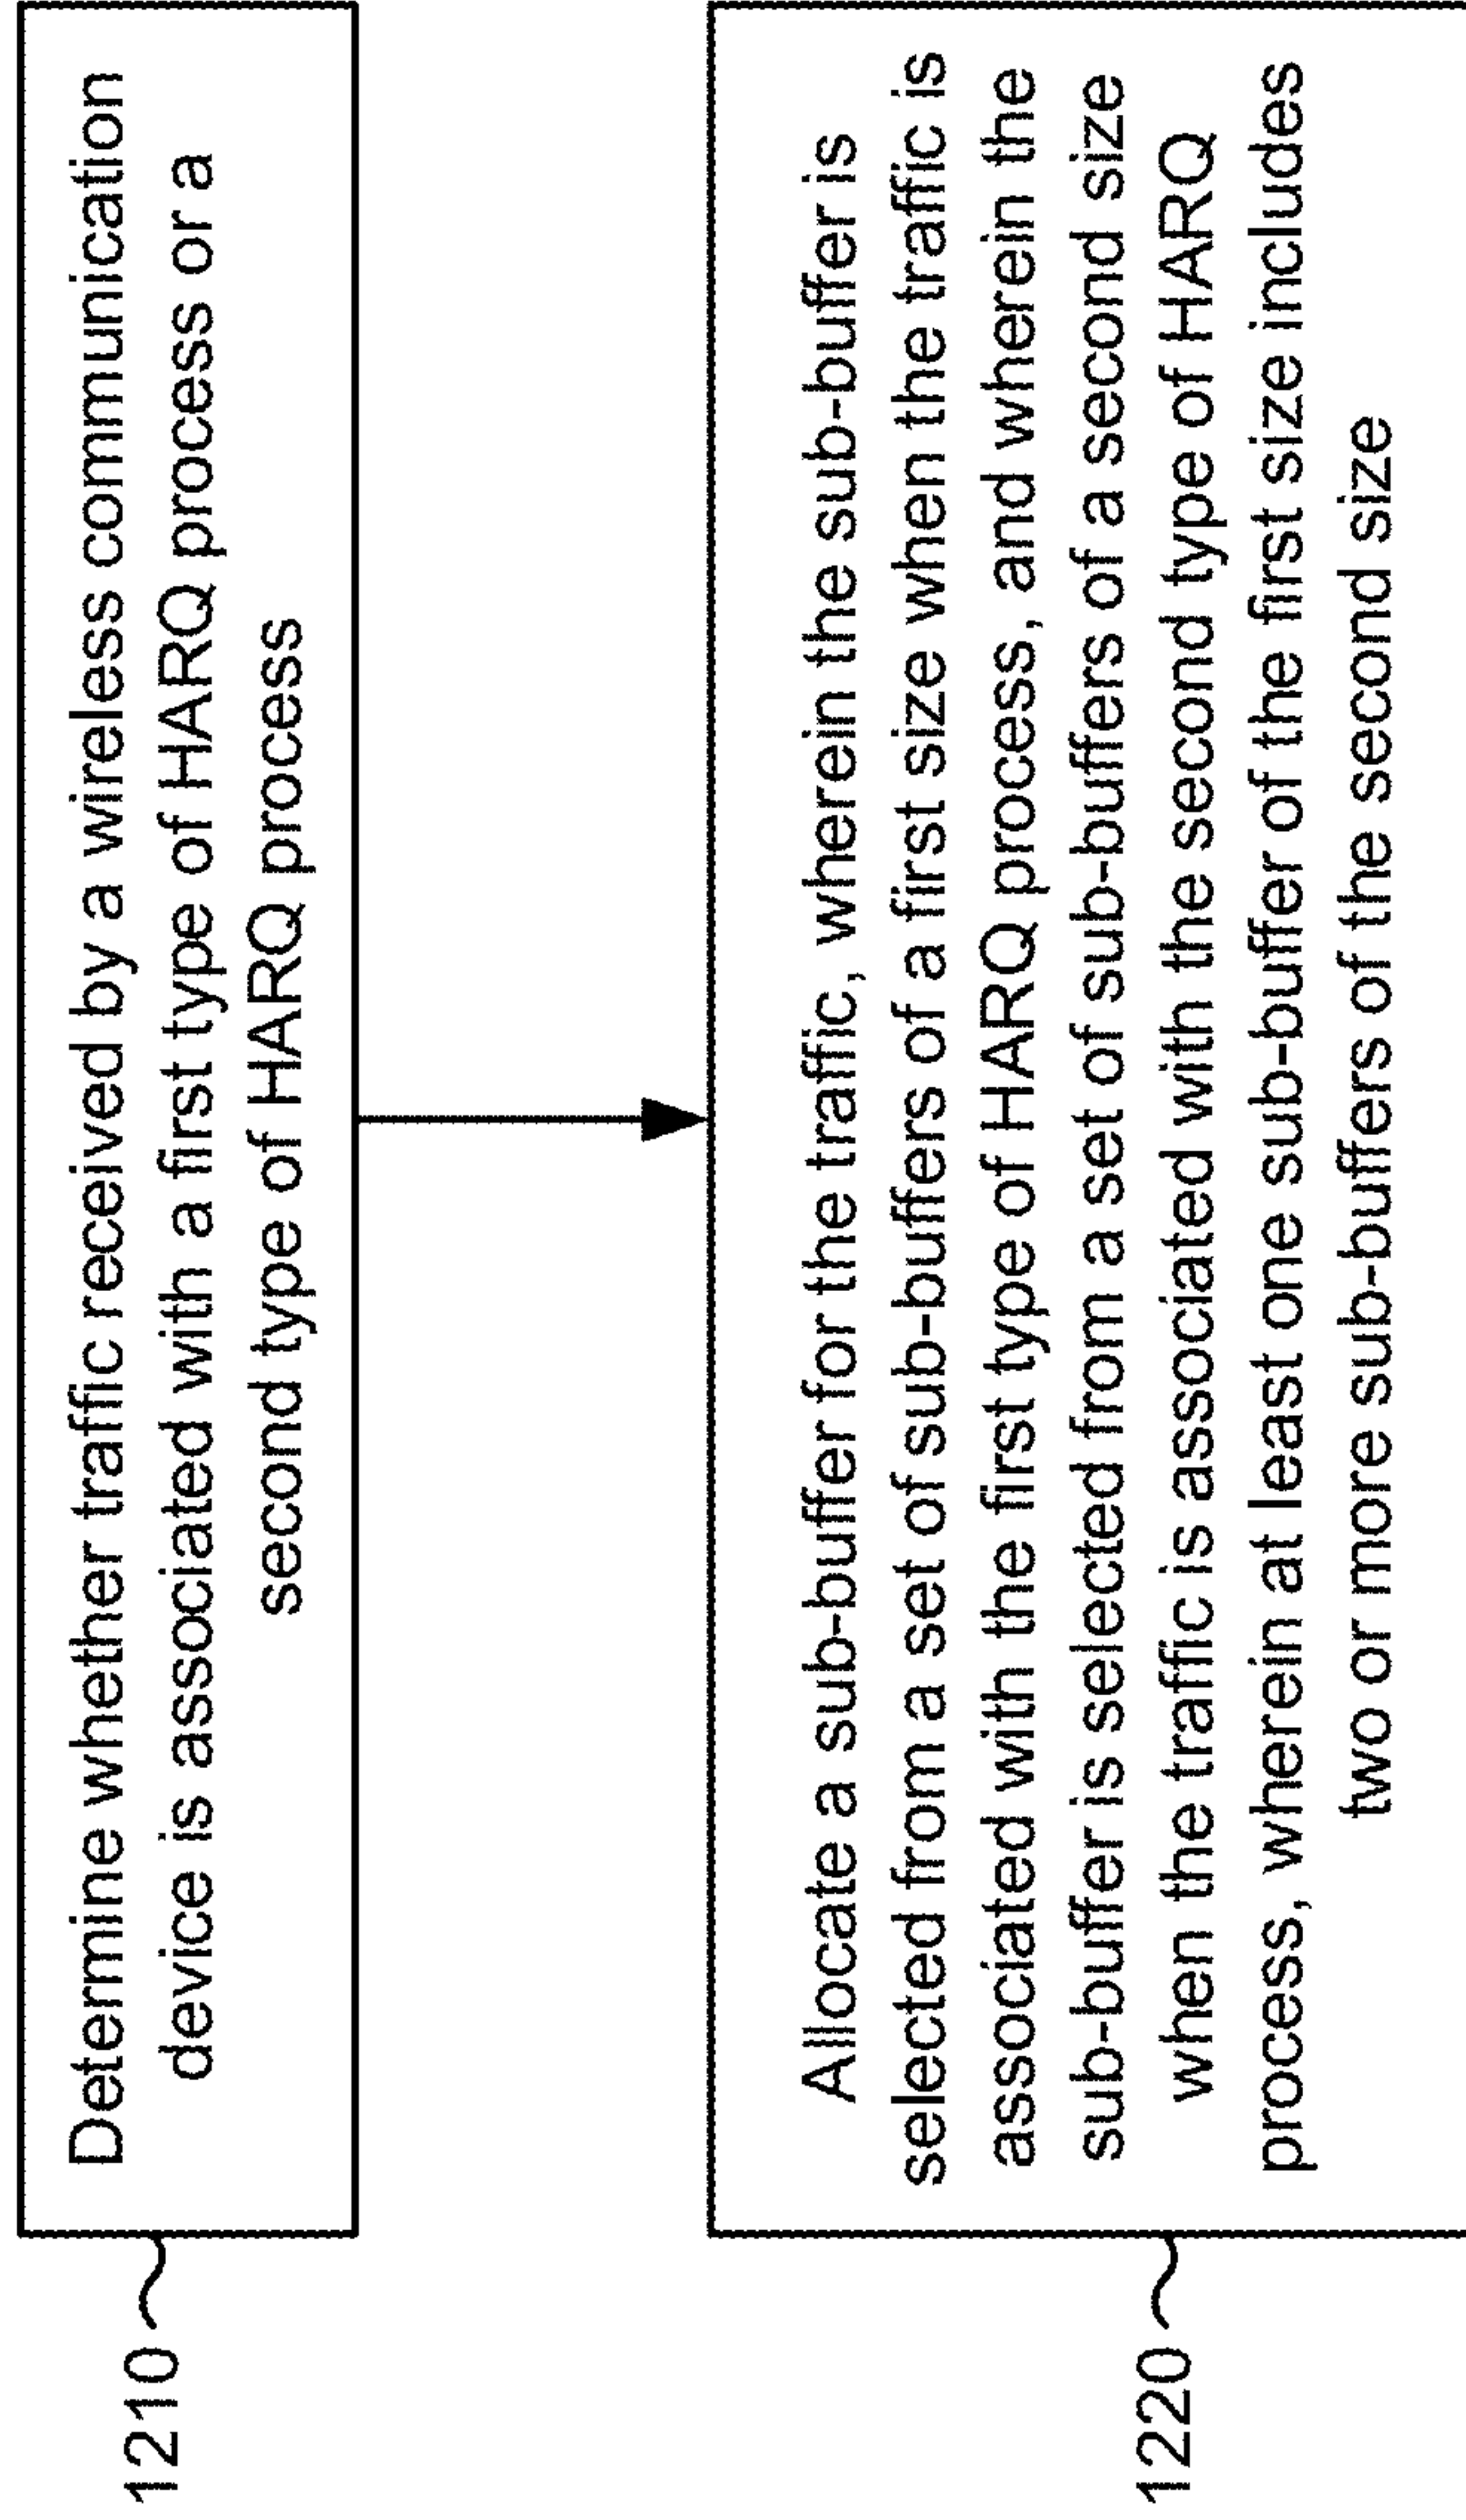 1210
Determine whether traffic received by a wireless communication
device is associated with a first type of HARQ process or a
second type of HARQ process
1220
Allocate a sub-buffer for the traffic, wherein the sub-buffer is
selected from a set of sub-buffers of a first size when the traffic is
associated with the first type of HARQ process, and wherein the
sub-buffer is selected from a set of sub-buffers of a second size
when the traffic is associated with the second type of HARQ
process, wherein at least one sub-buffer of the first size includes
two or more sub-buffers of the second size